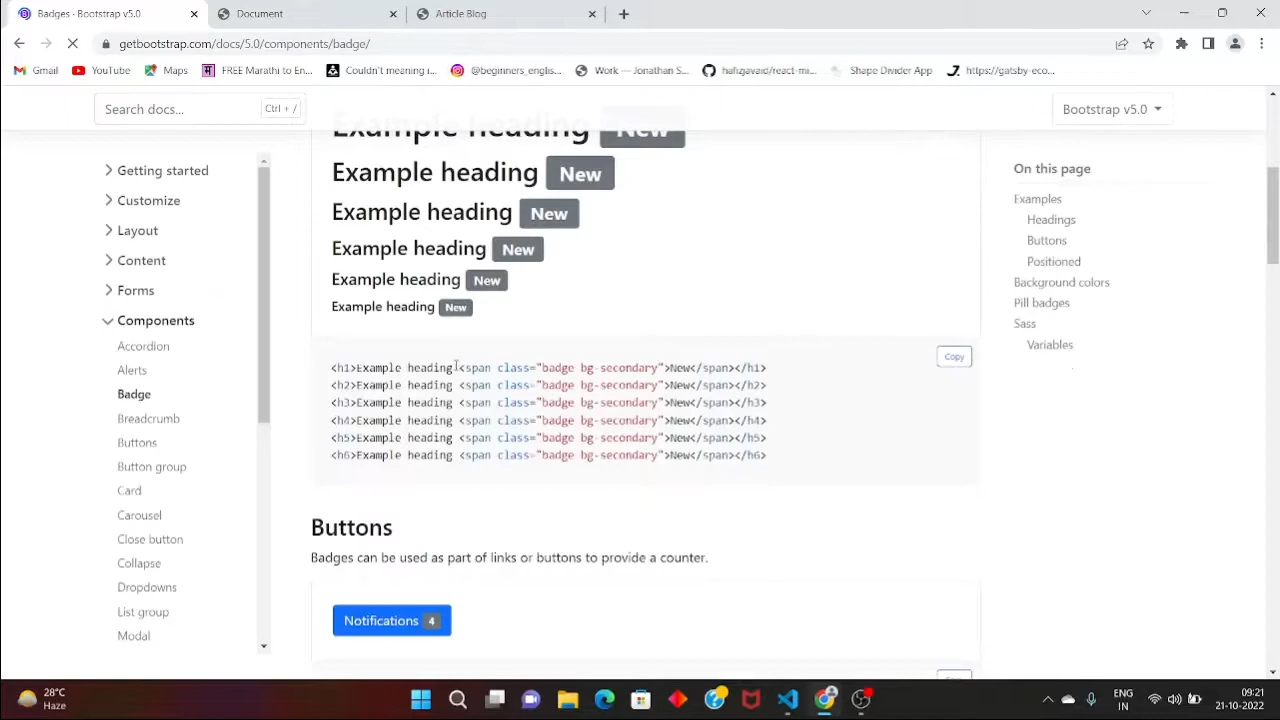 Badges · Bootstrap v5.0
Document
Article Blog
getbootstrap.com/docs/5.0/components/badge/
Gmail
YouTube
Maps
FREE Marathi to En...
Couldn't meaning i...
@beginners_englis...
Work — Jonathan S...
hafizjavaid/react-mi...
Shape Divider App
https://gatsby-eco...
Search docs...
Ctrl + /
Bootstrap v5.0
Getting started
Customize
Layout
Content
Forms
Components
Accordion
Alerts
Badge
Breadcrumb
Buttons
Button group
Card
Carousel
Close button
Collapse
Dropdowns
List group
Modal
Example heading New
Example heading New
Example heading New
Example heading New
Example heading New
Example heading New
Copy
<h1>Example heading <span class="badge bg-secondary">New</span></h1>
<h2>Example heading <span class="badge bg-secondary">New</span></h2>
<h3>Example heading <span class="badge bg-secondary">New</span></h3>
<h4>Example heading <span class="badge bg-secondary">New</span></h4>
<h5>Example heading <span class="badge bg-secondary">New</span></h5>
<h6>Example heading <span class="badge bg-secondary">New</span></h6>
Buttons
Badges can be used as part of links or buttons to provide a counter.
Notifications 4
On this page
Examples
Headings
Buttons
Positioned
Background colors
Pill badges
Sass
Variables
28°C
Haze
ENG
IN
09:21
21-10-2022